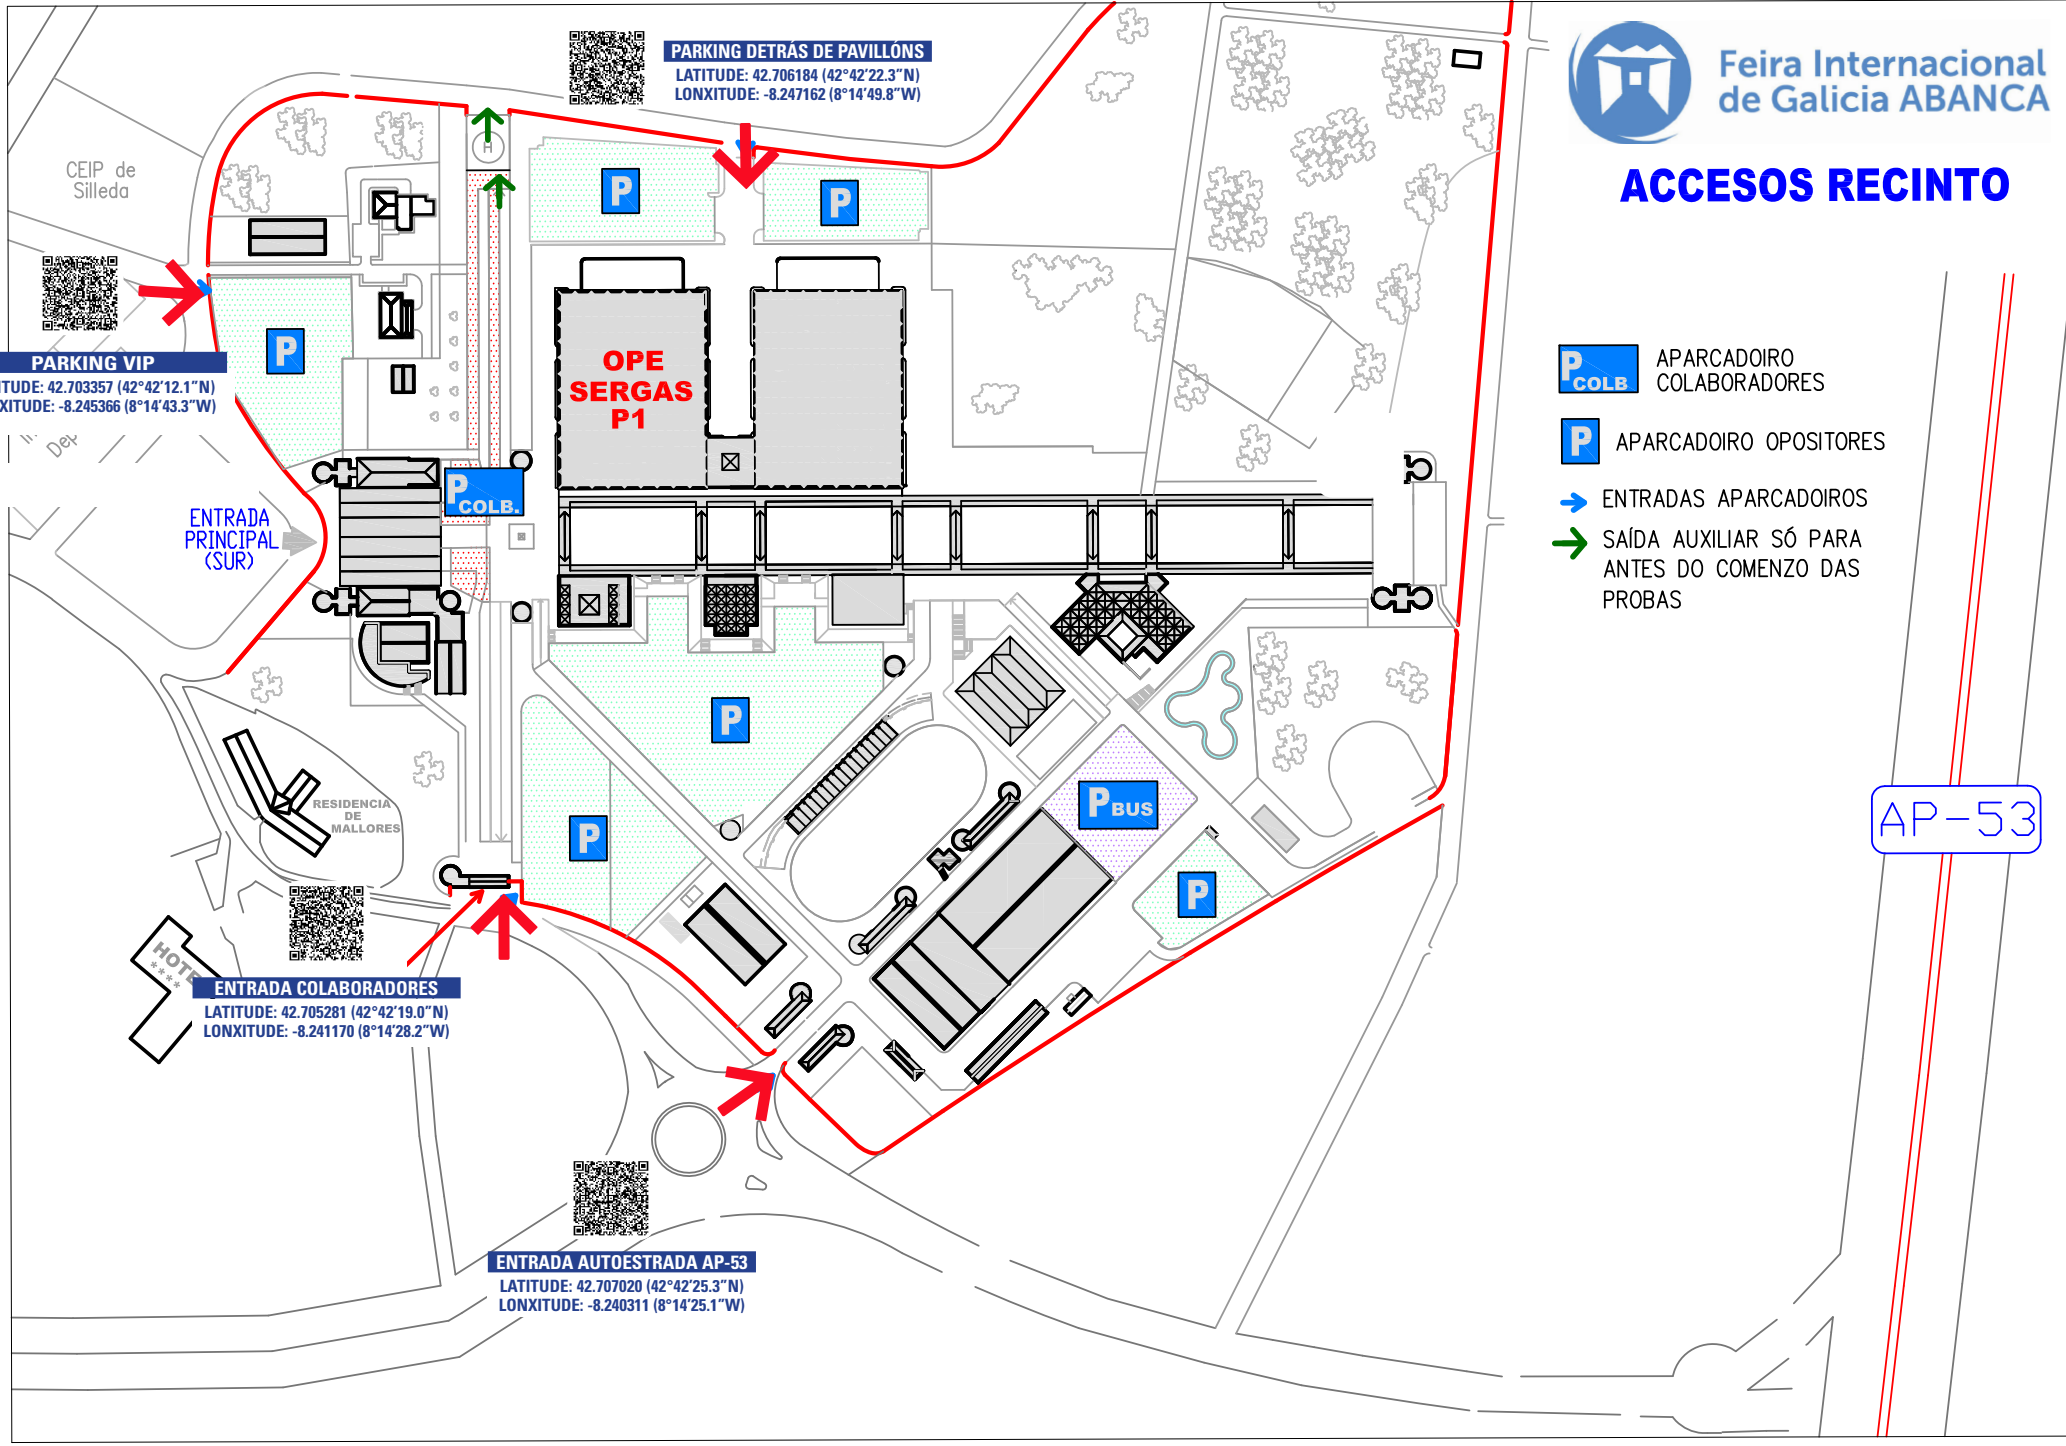 PARKING DETRÁS DE PAVILLÓNS
LATITUDE: 42.706184 (42°42'22.3"N)
LONXITUDE: -8.247162 (8°14'49.8"W)
Feira Internacional
de Galicia ABANCA
ACCESOS RECINTO
CEIP de
Silleda
H
P
P
P
PARKING VIP
ITUDE: 42.703357 (42°42'12.1"N)
XITUDE: -8.245366 (8°14'43.3"W)
Dep
OPE
SERGAS
P1
P COLB
APARCADOIRO
COLABORADORES
P
APARCADOIRO OPOSITORES
ENTRADAS APARCADOIROS
SAÍDA AUXILIAR SÓ PARA
ANTES DO COMENZO DAS
PROBAS
P COLB.
ENTRADA
PRINCIPAL
(SUR)
P
P BUS
P
P
RESIDENCIA
DE
MALLORES
AP-53
HOTE
****
ENTRADA COLABORADORES
LATITUDE: 42.705281 (42°42'19.0"N)
LONXITUDE: -8.241170 (8°14'28.2"W)
ENTRADA AUTOESTRADA AP-53
LATITUDE: 42.707020 (42°42'25.3"N)
LONXITUDE: -8.240311 (8°14'25.1"W)